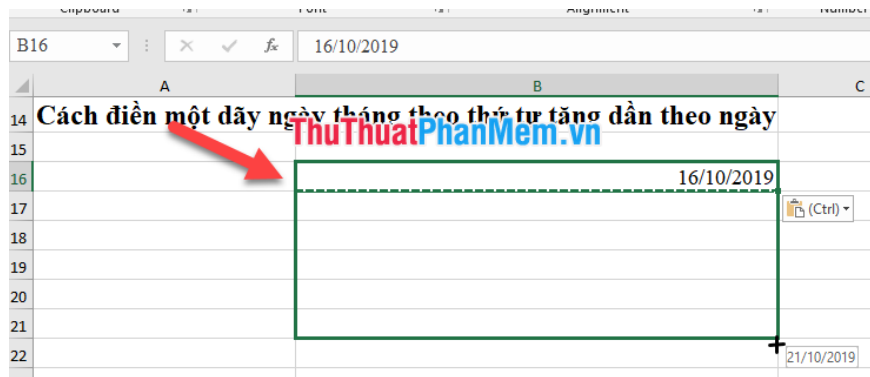 Clipboard Font Alignment Number
B16 fx 16/10/2019
A B C
14 Cách điền một dãy ngày tháng theo thứ tự tăng dần theo ngày
ThuThuatPhanMem.vn
15
16 16/10/2019
17 (Ctrl)
18
19
20
21
22 21/10/2019